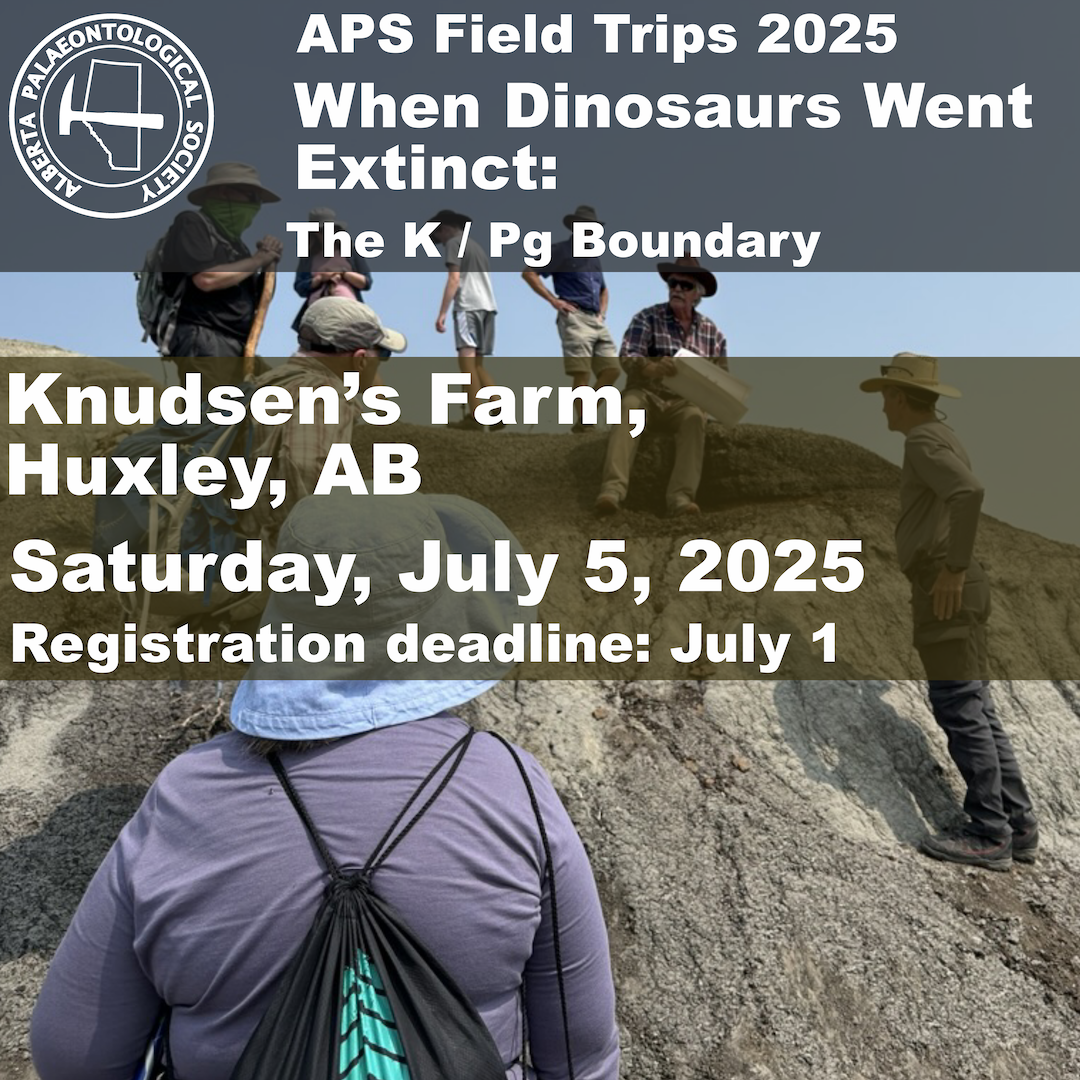 ALBERTA PALAEONTOLOGICAL SOCIETY
APS Field Trips 2025
When Dinosaurs Went
Extinct:
The K / Pg Boundary
Knudsen’s Farm,
Huxley, AB
Saturday, July 5, 2025
Registration deadline: July 1